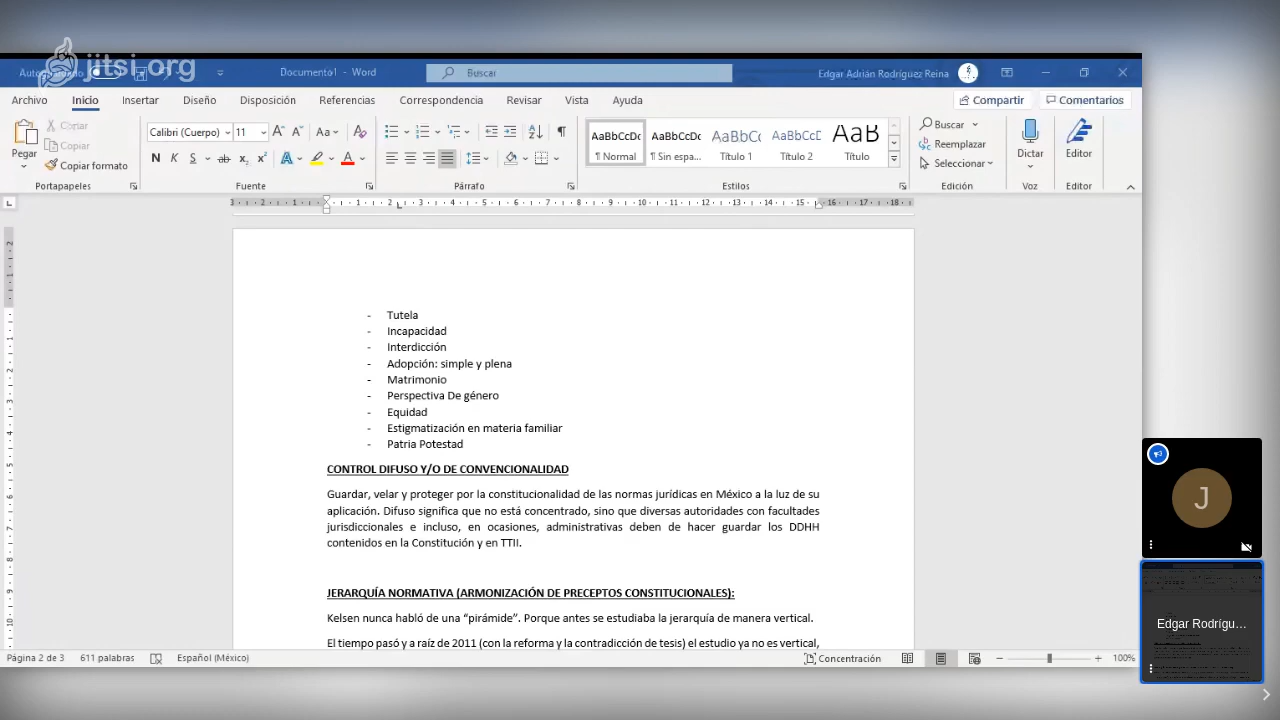 jitsi.org
Documento1 - Word
Buscar
Edgar Adrián Rodríguez Reina
Archivo Inicio Insertar Diseño Disposición Referencias Correspondencia Revisar Vista Ayuda
Compartir Comentarios
Pegar
Cortar
Copiar
Copiar formato
Portapapeles
Calibri (Cuerpo) 11
Fuente
Párrafo
AaBbCcDc AaBbCcDc AaBbCc AaBbCcD AaB
¶ Normal ¶ Sin espa... Título 1 Título 2 Título
Estilos
Buscar
Reemplazar
Seleccionar
Edición
Dictar
Voz
Editor
Editor
- Tutela
- Incapacidad
- Interdicción
- Adopción: simple y plena
- Matrimonio
- Perspectiva De género
- Equidad
- Estigmatización en materia familiar
- Patria Potestad
CONTROL DIFUSO Y/O DE CONVENCIONALIDAD
Guardar, velar y proteger por la constitucionalidad de las normas jurídicas en México a la luz de su
aplicación. Difuso significa que no está concentrado, sino que diversas autoridades con facultades
jurisdiccionales e incluso, en ocasiones, administrativas deben de hacer guardar los DDHH
contenidos en la Constitución y en TTII.
JERARQUÍA NORMATIVA (ARMONIZACIÓN DE PRECEPTOS CONSTITUCIONALES):
Kelsen nunca habló de una “pirámide”. Porque antes se estudiaba la jerarquía de manera vertical.
El tiempo pasó y a raíz de 2011 (con la reforma y la contradicción de tesis) el estudio ya no es vertical,
J
Edgar Rodrígu...
Página 2 de 3 611 palabras Español (México) Concentración 100%